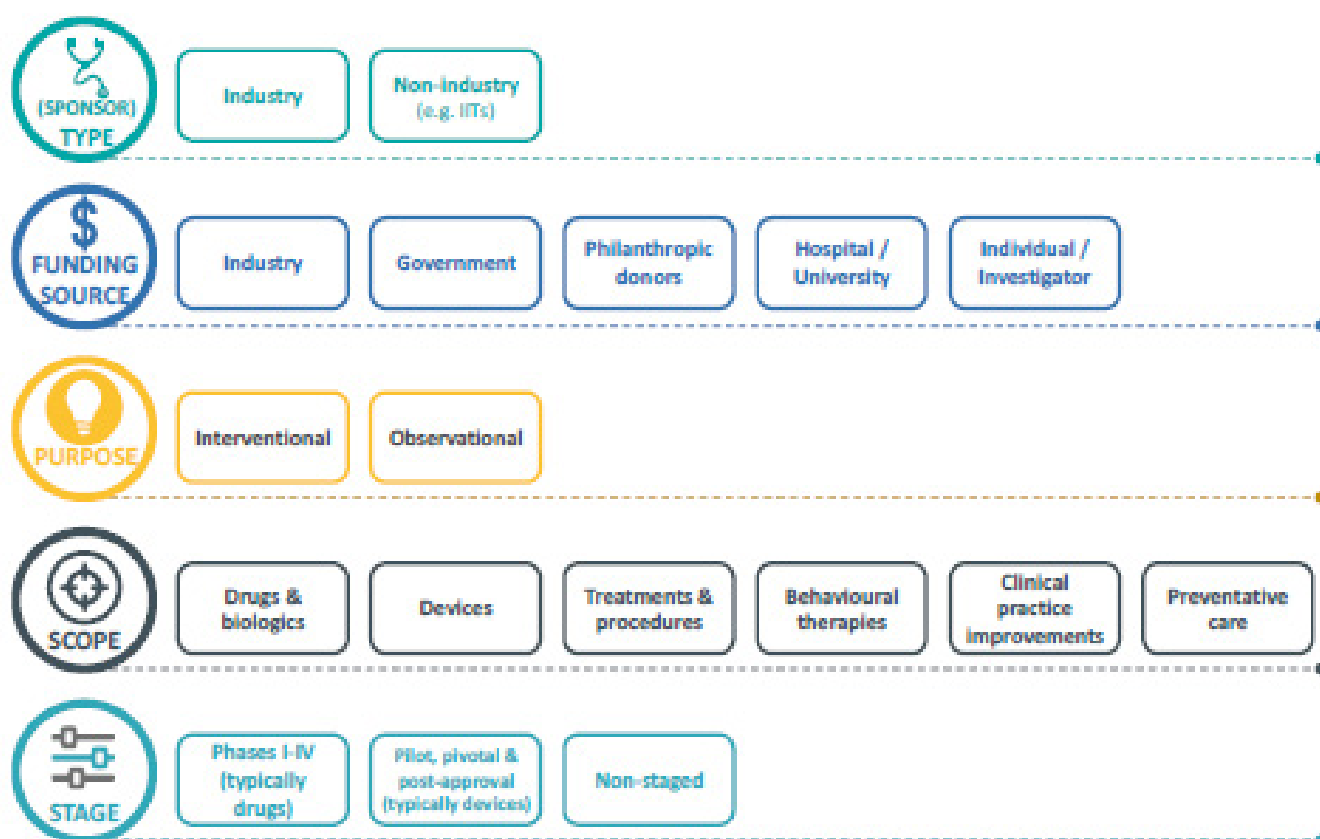 (SPONSOR)
TYPE
Industry
Non-industry
(e.g. IITs)
$
FUNDING
SOURCE
Industry
Government
Philanthropic
donors
Hospital /
University
Individual /
Investigator
PURPOSE
Interventional
Observational
SCOPE
Drugs &
biologics
Devices
Treatments &
procedures
Behavioural
therapies
Clinical
practice
improvements
Preventative
care
STAGE
Phases I-IV
(typically
drugs)
Pilot, pivotal &
post-approval
(typically devices)
Non-staged